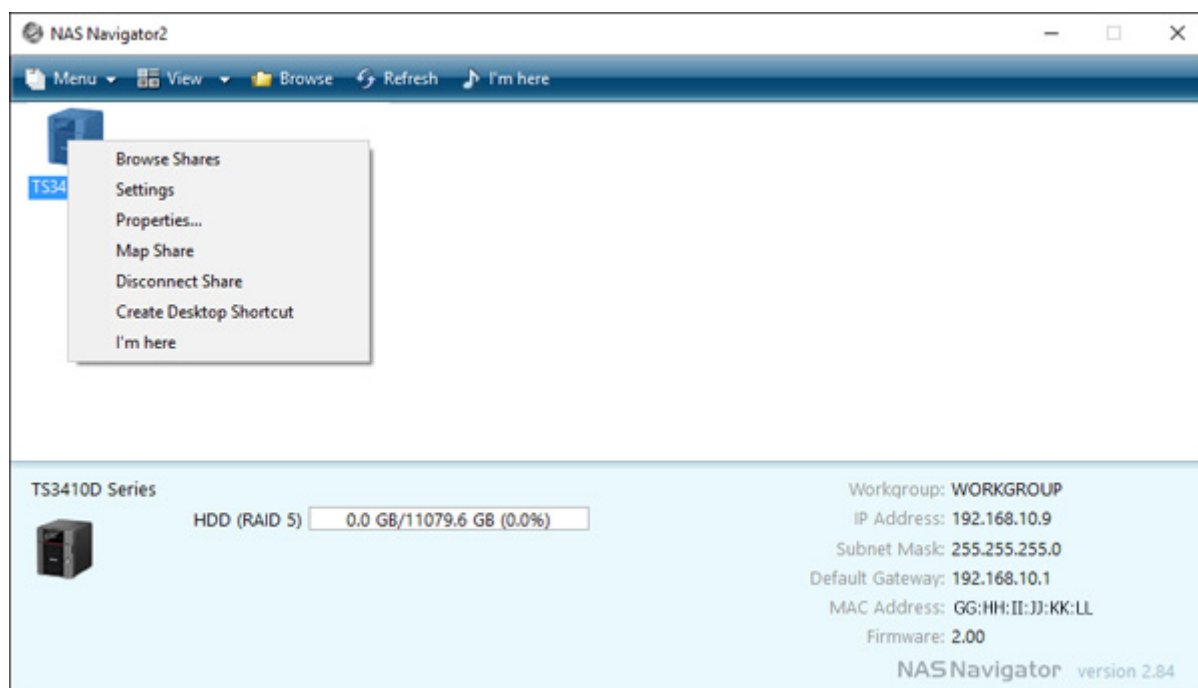 NAS Navigator2
Menu View Browse Refresh I'm here
TS34
Browse Shares
Settings
Properties...
Map Share
Disconnect Share
Create Desktop Shortcut
I'm here
TS3410D Series
HDD (RAID 5) 0.0 GB/11079.6 GB (0.0%)
Workgroup: WORKGROUP
IP Address: 192.168.10.9
Subnet Mask: 255.255.255.0
Default Gateway: 192.168.10.1
MAC Address: GG:HH:II:JJ:KK:LL
Firmware: 2.00
NAS Navigator version 2.84